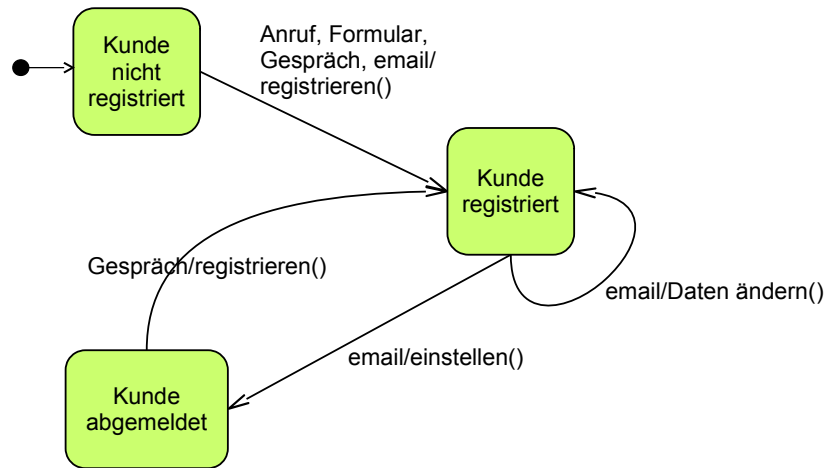 Kunde
nicht
registriert
Anruf, Formular,
Gespräch, email/
registrieren()
Kunde
registriert
Gespräch/registrieren()
email/Daten ändern()
email/einstellen()
Kunde
abgemeldet